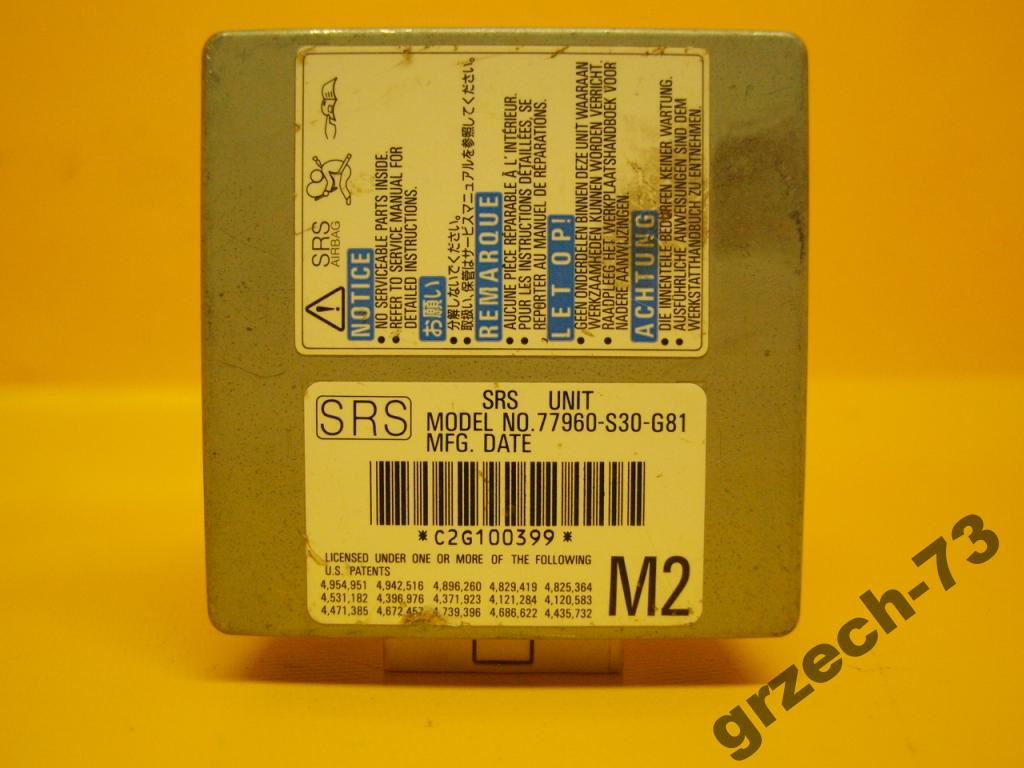 SRS
AIRBAG
NOTICE
• NO SERVICEABLE PARTS INSIDE.
• REFER TO SERVICE MANUAL FOR
DETAILED INSTRUCTIONS.
お願い
• 分解しないでください。
• 取扱い、保管はサービスマニュアルを参照してください。
REMARQUE
• AUCUNE PIÈCE RÉPARABLE À L' INTÉRIEUR.
• POUR LES INSTRUCTIONS DÉTAILLÉES, SE
REPORTER AU MANUEL DE RÉPARATIONS.
LET OP!
• GEEN ONDERDELEN BINNEN DEZE UNIT WAARAAN
WERKZAAMHEDEN KUNNEN WORDEN VERRICHT.
• RAADPLEEG HET WERKPLAATSHANDBOEK VOOR
NADERE AANWIJZINGEN.
ACHTUNG
• DIE INNENTEILE BEDÜRFEN KEINER WARTUNG.
• AUSFÜHRLICHE ANWEISUNGEN SIND DEM
WERKSTATTHANDBUCH ZU ENTNEHMEN.
SRS
SRS UNIT
MODEL NO.77960-S30-G81
MFG. DATE
*C2G100399*
LICENSED UNDER ONE OR MORE OF THE FOLLOWING
U.S. PATENTS
4,954,951 4,942,516 4,896,260 4,829,419 4,825,364
4,531,182 4,396,976 4,371,923 4,121,284 4,120,583
4,471,385 4,672,457 4,739,396 4,686,622 4,435,732
M2
grzech-73